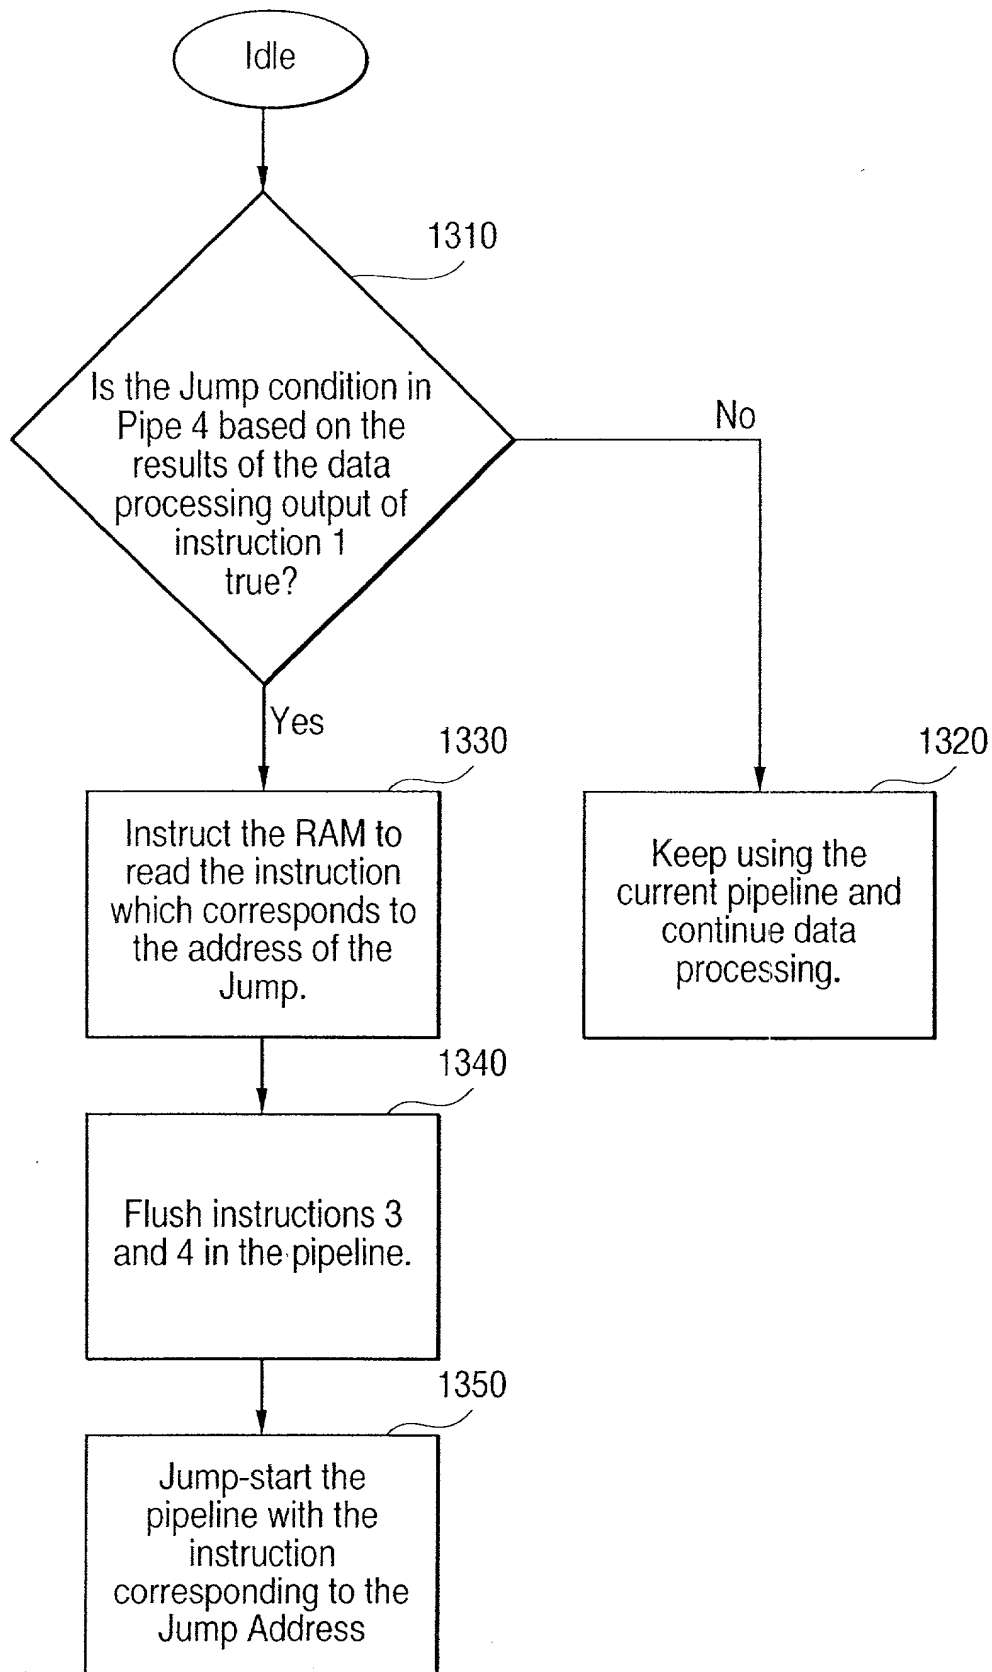 Idle
1310
Is the Jump condition in
Pipe 4 based on the
results of the data
processing output of
instruction 1
true?
No
Yes
1330
Instruct the RAM to
read the instruction
which corresponds to
the address of the
Jump.
1320
Keep using the
current pipeline and
continue data
processing.
1340
Flush instructions 3
and 4 in the pipeline.
1350
Jump-start the
pipeline with the
instruction
corresponding to the
Jump Address